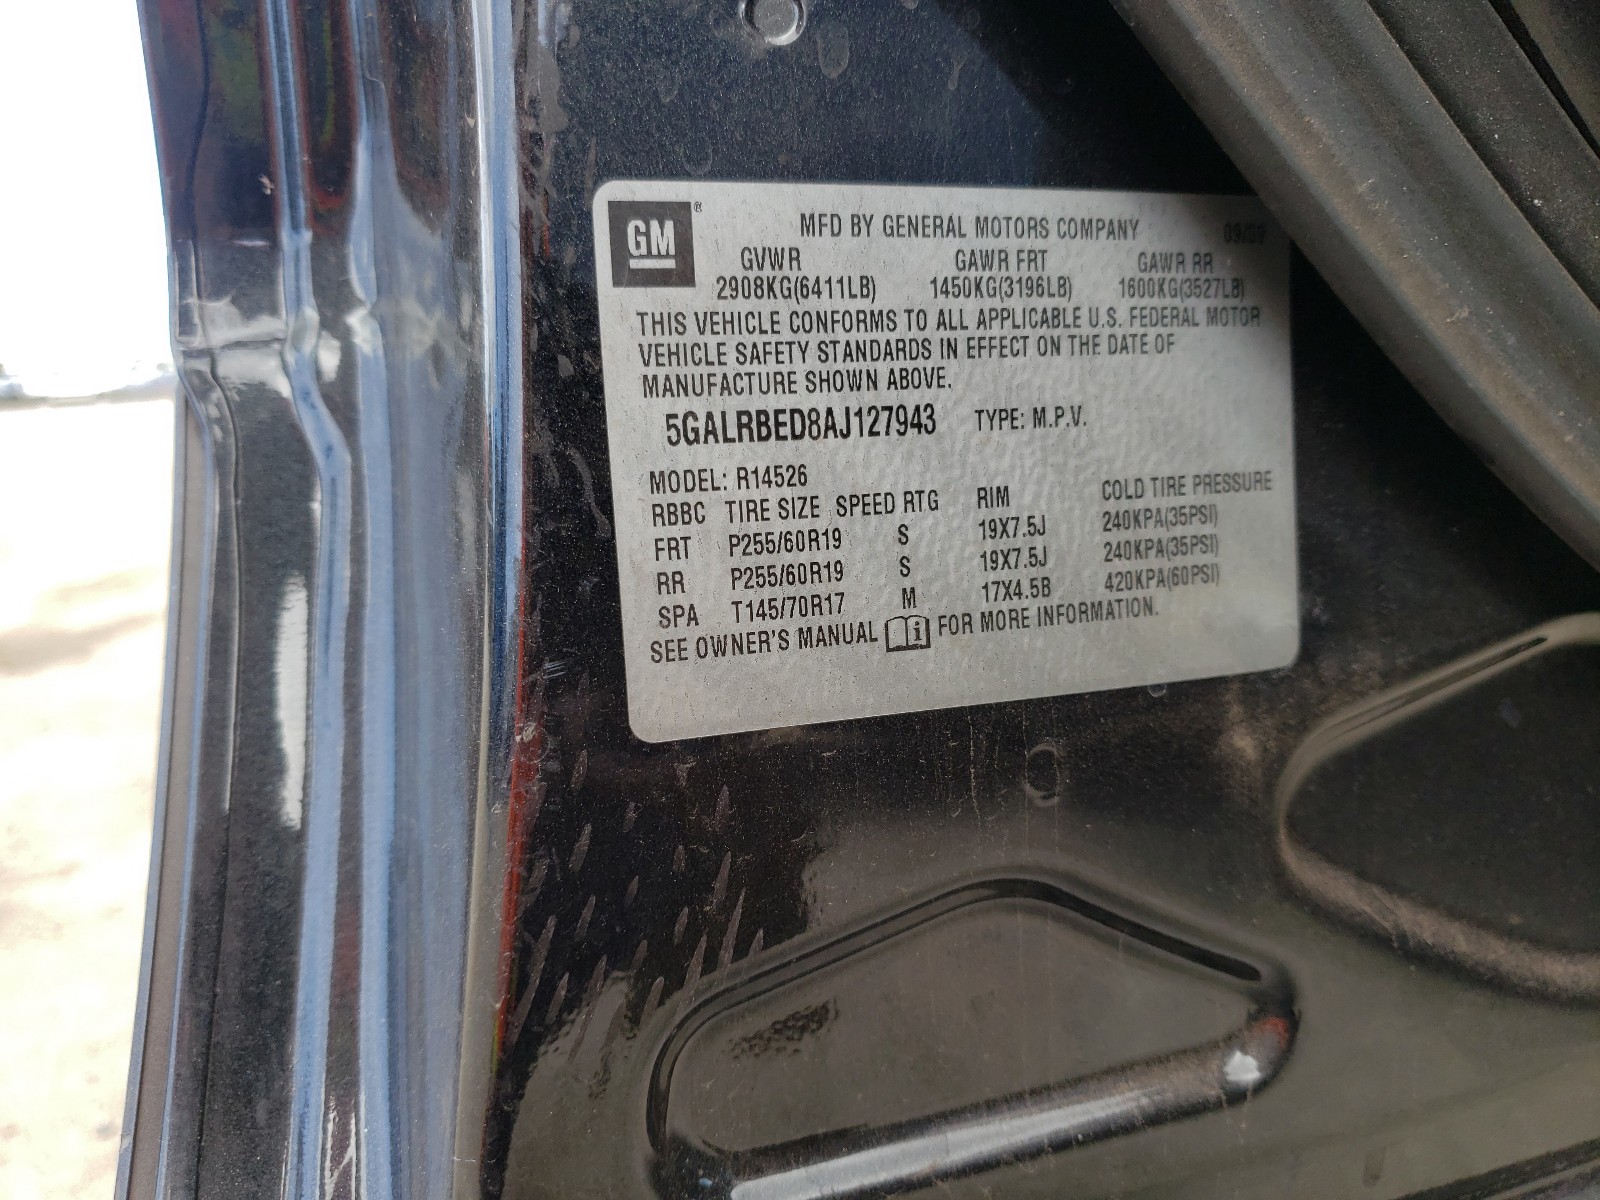 GM ® MFD BY GENERAL MOTORS COMPANY
GVWR GAWR FRT GAWR RR
2908KG(6411LB) 1450KG(3196LB) 1600KG(3527LB)
THIS VEHICLE CONFORMS TO ALL APPLICABLE U.S. FEDERAL MOTOR
VEHICLE SAFETY STANDARDS IN EFFECT ON THE DATE OF
MANUFACTURE SHOWN ABOVE.
5GALRBED8AJ127943 TYPE: M.P.V.
MODEL: R14526
RBBC TIRE SIZE SPEED RTG RIM COLD TIRE PRESSURE
FRT P255/60R19 S 19X7.5J 240KPA(35PSI)
RR P255/60R19 S 19X7.5J 240KPA(35PSI)
SPA T145/70R17 M 17X4.5B 420KPA(60PSI)
SEE OWNER'S MANUAL i FOR MORE INFORMATION.